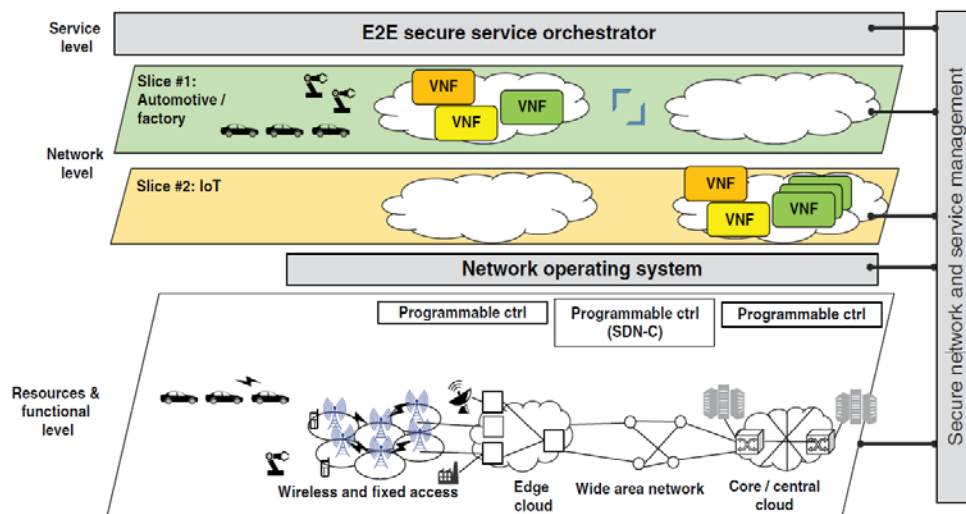 Service
level
E2E secure service orchestrator
Slice #1:
Automotive /
factory
VNF
VNF
VNF
Network
level
Slice #2: IoT
VNF
VNF
VNF
Network operating system
Programmable ctrl
Programmable ctrl
(SDN-C)
Programmable ctrl
Resources &
functional
level
Wireless and fixed access
Edge
cloud
Wide area network
Core / central
cloud
Secure network and service management